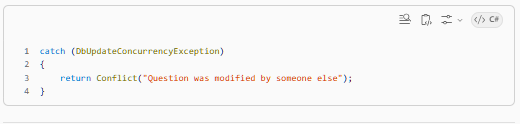 </> C#
1 catch (DbUpdateConcurrencyException)
2 {
3     return Conflict("Question was modified by someone else");
4 }